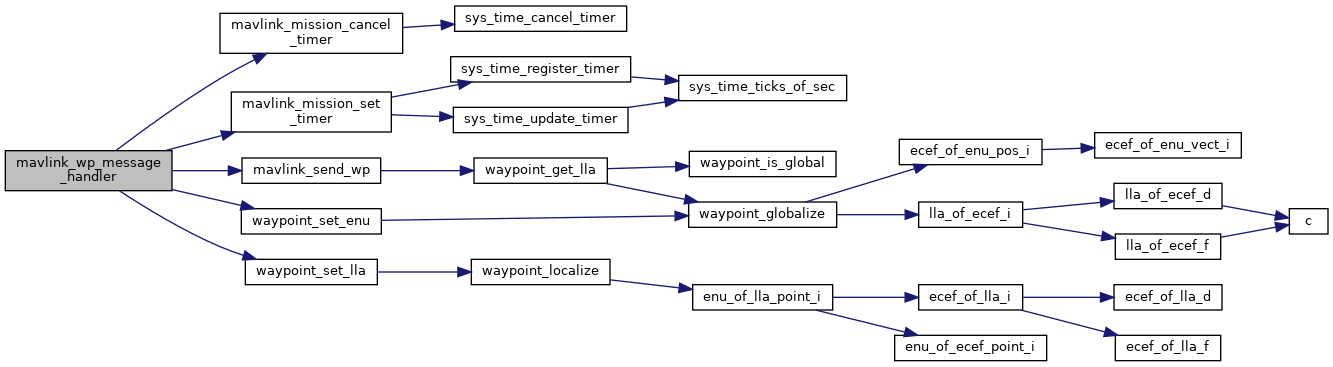 mavlink_wp_message
_handler
mavlink_mission_cancel
_timer
sys_time_cancel_timer
mavlink_mission_set
_timer
sys_time_register_timer
sys_time_update_timer
sys_time_ticks_of_sec
mavlink_send_wp
waypoint_get_lla
waypoint_is_global
waypoint_set_enu
waypoint_globalize
ecef_of_enu_pos_i
ecef_of_enu_vect_i
lla_of_ecef_i
lla_of_ecef_d
lla_of_ecef_f
c
waypoint_set_lla
waypoint_localize
enu_of_lla_point_i
ecef_of_lla_i
ecef_of_lla_d
enu_of_ecef_point_i
ecef_of_lla_f